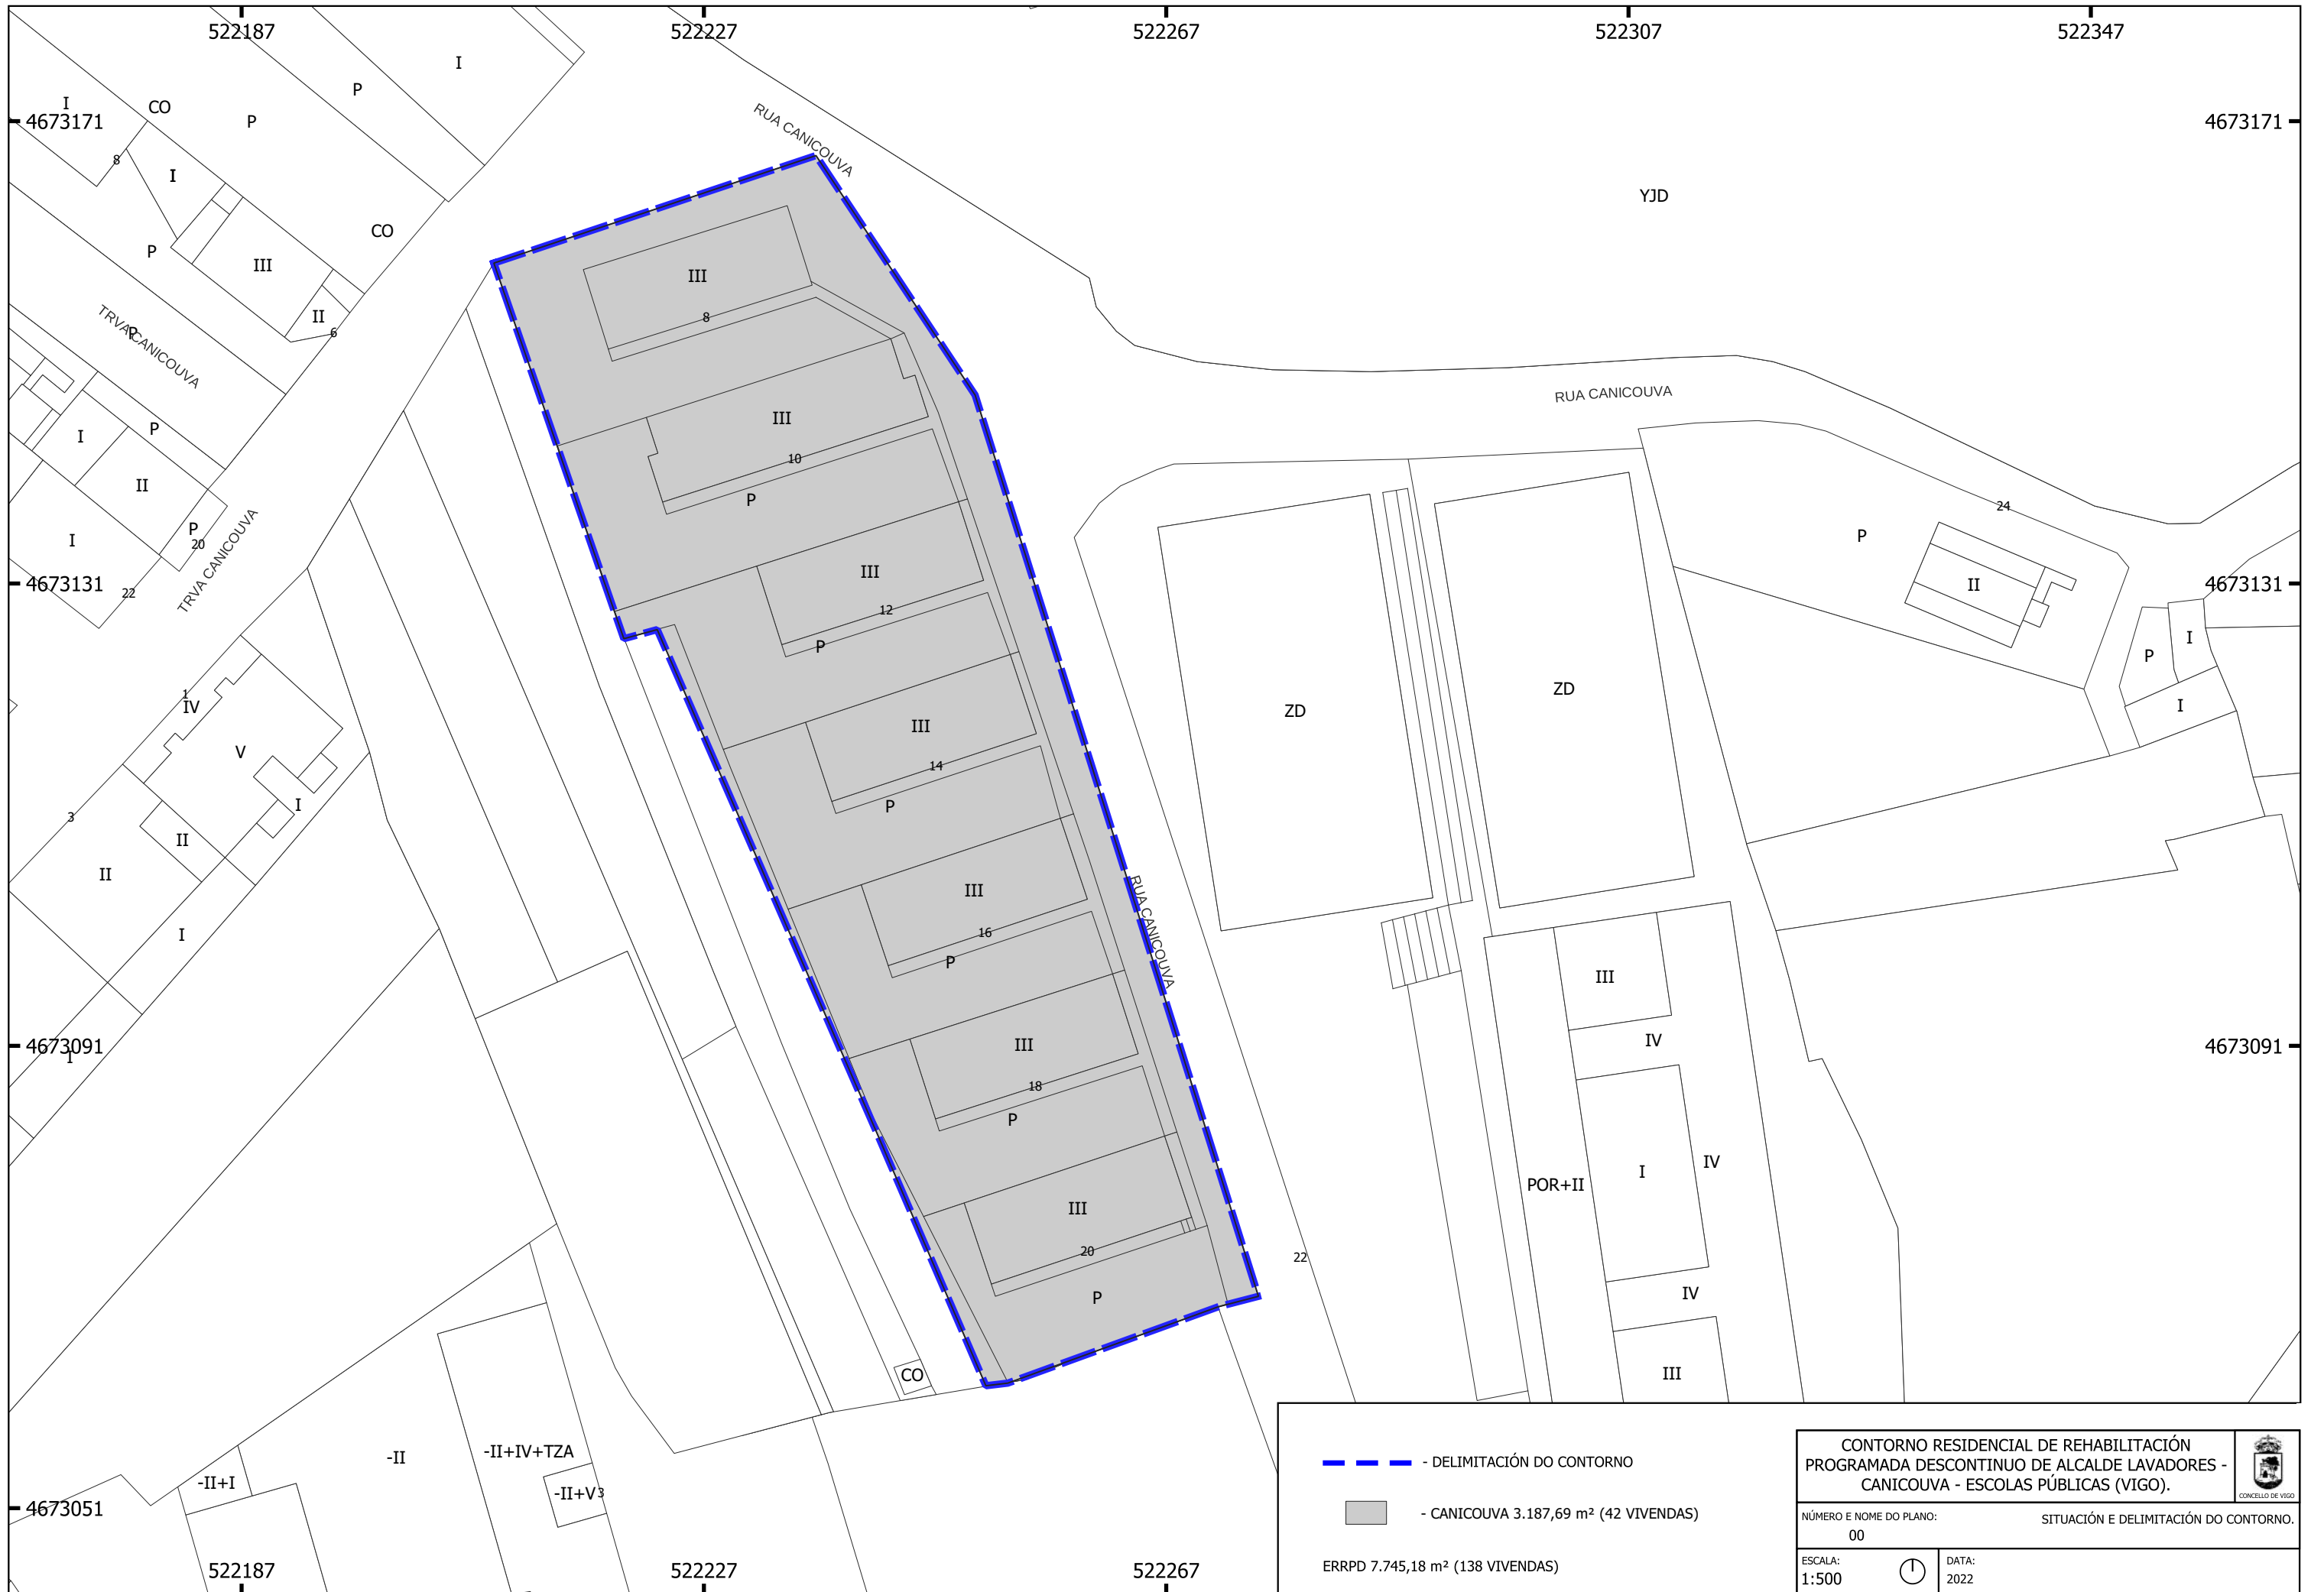 522187
522227
522267
522307
522347
I
P
I
CO
P
4673171
4673171
RUA CANICOUVA
8
I
YJD
CO
P
III
III
II
6
8
TRVA CANICOUVA
P
RUA CANICOUVA
III
P
I
10
II
P
P
24
20
I
TRVA CANICOUVA
P
III
II
4673131
4673131
22
12
P
I
P
1
IV
ZD
ZD
I
V
III
14
I
P
3
II
II
III
RUA CANICOUVA
I
16
P
III
4673091
I
III
IV
4673091
18
P
IV
I
POR+II
III
20
22
P
IV
CO
III
-II+IV+TZA
-II
-II+I
-II+V
3
4673051
522187
522227
522267
- DELIMITACIÓN DO CONTORNO
- CANICOUVA 3.187,69 m² (42 VIVENDAS)
ERRPD 7.745,18 m² (138 VIVENDAS)
CONTORNO RESIDENCIAL DE REHABILITACIÓN
PROGRAMADA DESCONTINUO DE ALCALDE LAVADORES -
CANICOUVA - ESCOLAS PÚBLICAS (VIGO).
CONCELLO DE VIGO
NÚMERO E NOME DO PLANO:
00
SITUACIÓN E DELIMITACIÓN DO CONTORNO.
ESCALA:
1:500
DATA:
2022